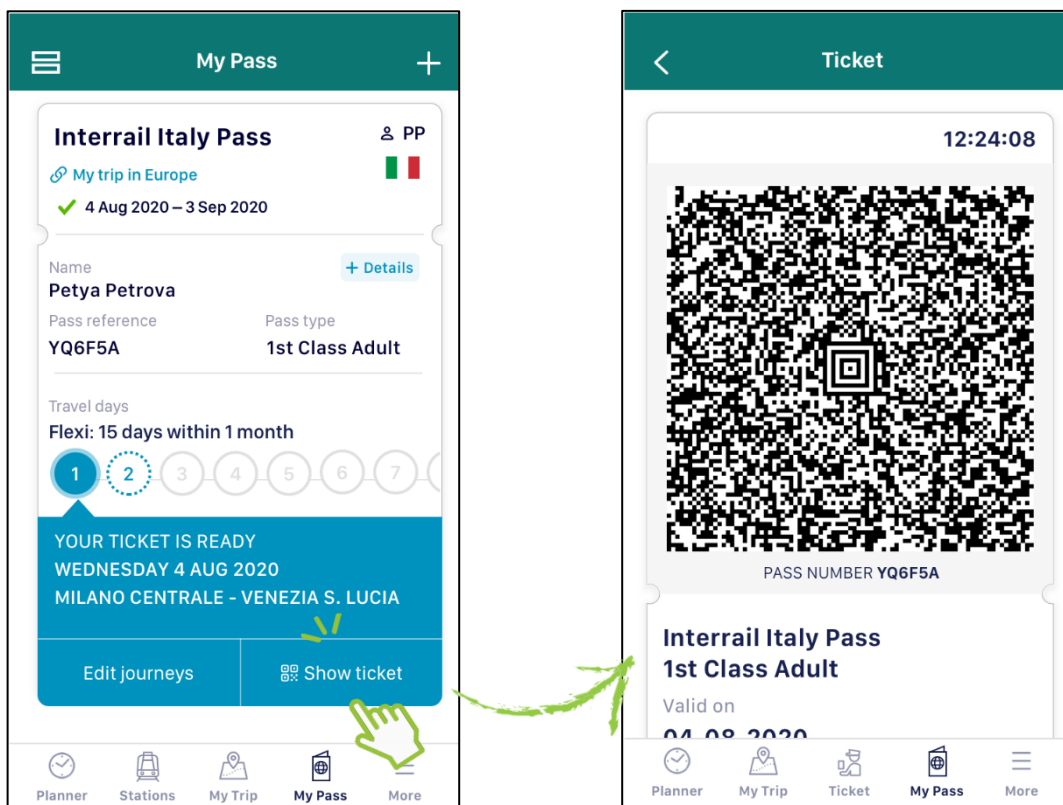 My Pass
Interrail Italy Pass
PP
My trip in Europe
4 Aug 2020 – 3 Sep 2020
Name
+ Details
Petya Petrova
Pass reference
Pass type
YQ6F5A
1st Class Adult
Travel days
Flexi: 15 days within 1 month
1 2 3 4 5 6 7
YOUR TICKET IS READY
WEDNESDAY 4 AUG 2020
MILANO CENTRALE - VENEZIA S. LUCIA
Edit journeys
Show ticket
Planner
Stations
My Trip
My Pass
More
Ticket
12:24:08
PASS NUMBER YQ6F5A
Interrail Italy Pass
1st Class Adult
Valid on
04-08-2020
Planner
My Trip
Ticket
My Pass
More